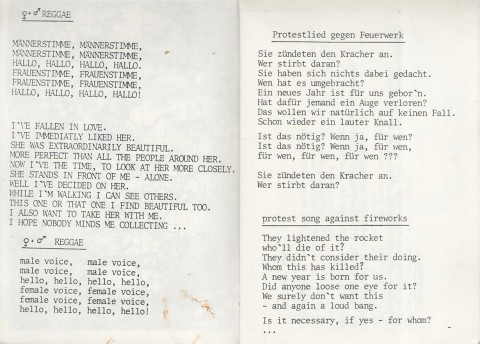 ♀+♂ REGGAE
MÄNNERSTIMME, MÄNNERSTIMME,
MÄNNERSTIMME, MÄNNERSTIMME,
HALLO, HALLO, HALLO, HALLO.
FRAUENSTIMME, FRAUENSTIMME,
FRAUENSTIMME, FRAUENSTIMME,
HALLO, HALLO, HALLO, HALLO!
I´VE FALLEN IN LOVE.
I´VE IMMEDIATLY LIKED HER.
SHE WAS EXTRAORDINARILY BEAUTIFUL.
MORE PERFECT THAN ALL THE PEOPLE AROUND HER.
NOW I´VE THE TIME, TO LOOK AT HER MORE CLOSELY.
SHE STANDS IN FRONT OF ME - ALONE.
WELL I´VE DECIDED ON HER.
WHILE I´M WALKING I CAN SEE OTHERS.
THIS ONE OR THAT ONE I FIND BEAUTIFUL TOO.
I ALSO WANT TO TAKE HER WITH ME.
I HOPE NOBODY MINDS ME COLLECTING ...
♀+♂ REGGAE
male voice, male voice,
male voice, male voice,
hello, hello, hello, hello,
female voice, female voice,
female voice, female voice,
hello, hello, hello, hello!
Protestlied gegen Feuerwerk
Sie zündeten den Kracher an.
Wer stirbt daran?
Sie haben sich nichts dabei gedacht.
Wen hat es ungebracht?
Ein neues Jahr ist für uns gebor`n.
Hat dafür jemand ein Auge verloren?
Das wollen wir natürlich auf keinen Fall.
Schon wieder ein lauter Knall.
Ist das nötig? Wenn ja, für wen?
Ist das nötig? Wenn ja, für wen,
für wen, für wen, für wen ???
Sie zündeten den Kracher an.
Wer stirbt daran?
protest song against fireworks
They lightened the rocket
who`ll die of it?
They didn`t consider their doing.
Whom this has killed?
A new year is born for us.
Did anyone loose one eye for it?
We surely don`t want this
- and again a loud bang.
Is it necessary, if yes - for whom?
...